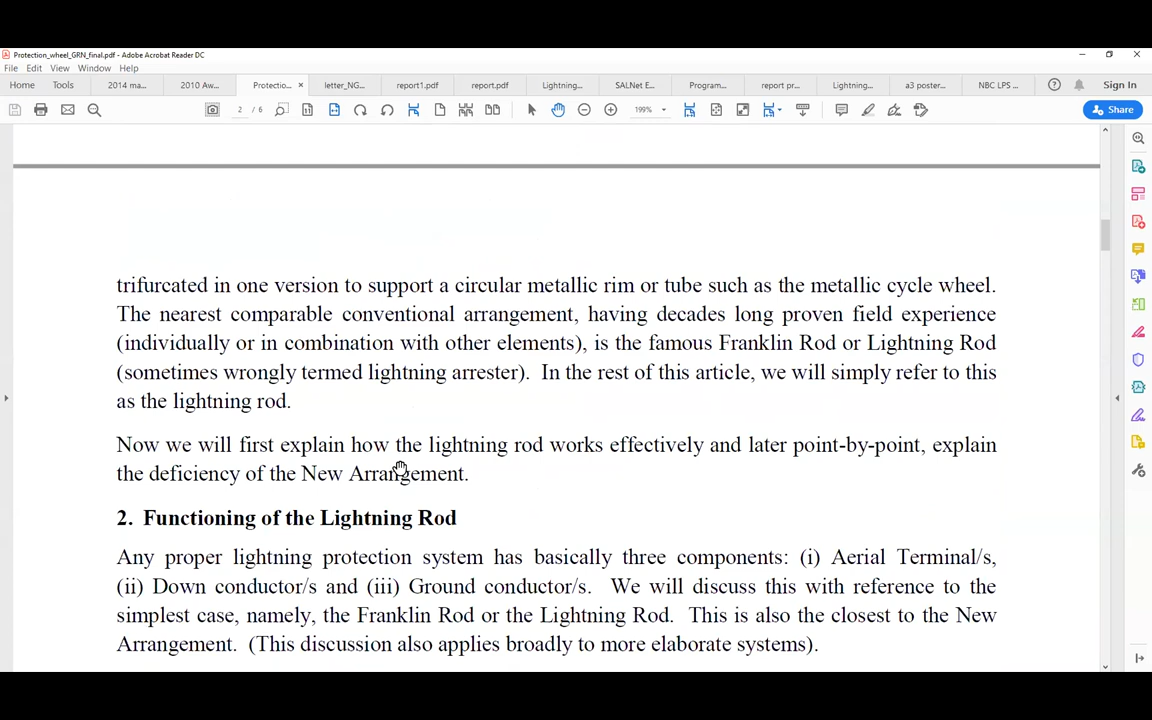 Protection_wheel_GRN_final.pdf - Adobe Acrobat Reader DC
File Edit View Window Help
Home Tools 2014 ma... 2010 Aw... Protectio... × letter_NG... report1.pdf report.pdf Lightning... SALNet E... Program... report pr... Lightning... a3 poster... NBC LPS ... Sign In
2 / 6 199% Share
trifurcated in one version to support a circular metallic rim or tube such as the metallic cycle wheel.
The nearest comparable conventional arrangement, having decades long proven field experience
(individually or in combination with other elements), is the famous Franklin Rod or Lightning Rod
(sometimes wrongly termed lightning arrester). In the rest of this article, we will simply refer to this
as the lightning rod.
Now we will first explain how the lightning rod works effectively and later point-by-point, explain
the deficiency of the New Arrangement.
2. Functioning of the Lightning Rod
Any proper lightning protection system has basically three components: (i) Aerial Terminal/s,
(ii) Down conductor/s and (iii) Ground conductor/s. We will discuss this with reference to the
simplest case, namely, the Franklin Rod or the Lightning Rod. This is also the closest to the New
Arrangement. (This discussion also applies broadly to more elaborate systems).